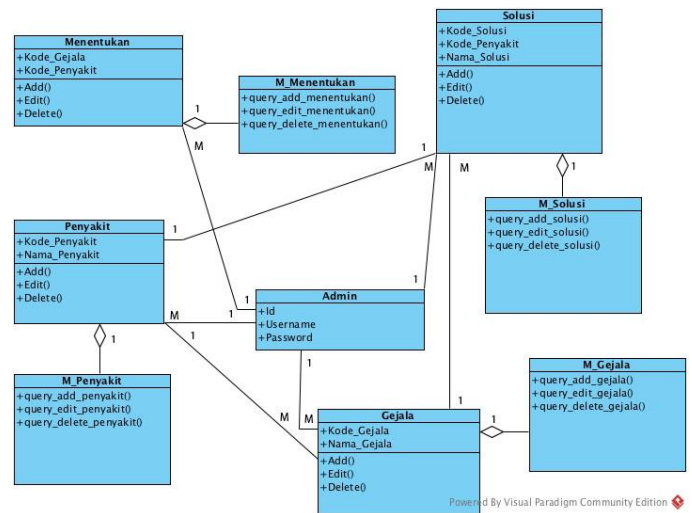 Menentukan
+Kode_Gejala
+Kode_Penyakit
+Add()
+Edit()
+Delete()
1
M
M_Menentukan
+query_add_menentukan()
+query_edit_menentukan()
+query_delete_menentukan()
Solusi
+Kode_Solusi
+Kode_Penyakit
+Nama_Solusi
+Add()
+Edit()
+Delete()
1
M
M
1
M_Solusi
+query_add_solusi()
+query_edit_solusi()
+query_delete_solusi()
Penyakit
+Kode_Penyakit
+Nama_Penyakit
+Add()
+Edit()
+Delete()
1
M
1
1
Admin
+Id
+Username
+Password
1
1
1
1
M_Penyakit
+query_add_penyakit()
+query_edit_penyakit()
+query_delete_penyakit()
Gejala
+Kode_Gejala
+Nama_Gejala
+Add()
+Edit()
+Delete()
M
M
1
1
M_Gejala
+query_add_gejala()
+query_edit_gejala()
+query_delete_gejala()
Powered By Visual Paradigm Community Edition